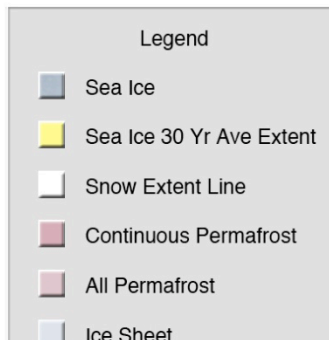 Legend
Sea Ice
Sea Ice 30 Yr Ave Extent
Snow Extent Line
Continuous Permafrost
All Permafrost
Ice Sheet